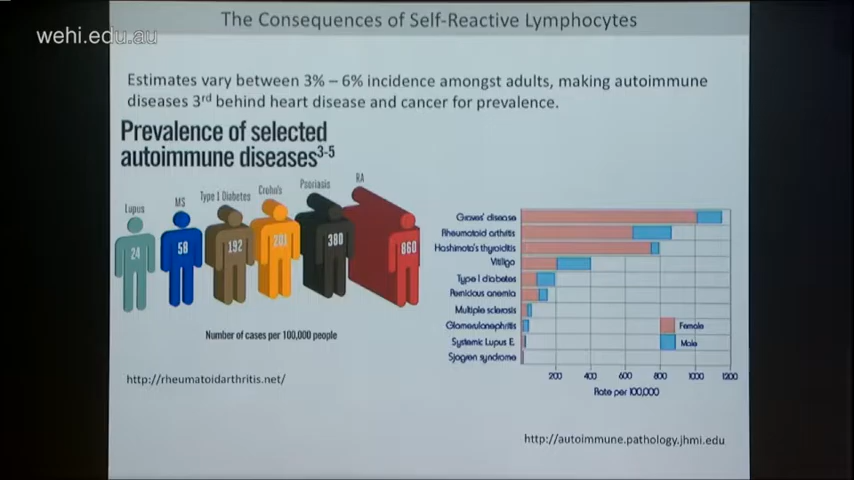 The Consequences of Self-Reactive Lymphocytes
wehi.edu.au
Estimates vary between 3% – 6% incidence amongst adults, making autoimmune
diseases 3rd behind heart disease and cancer for prevalence.
Prevalence of selected
autoimmune diseases3-5
Lupus
MS
Type 1 Diabetes
Crohn's
Psoriasis
RA
24
58
192
201
380
860
Number of cases per 100,000 people
http://rheumatoidarthritis.net/
Graves' disease
Rheumatoid arthritis
Hashimoto's thyroiditis
Vitiligo
Type I diabetes
Pernicious anemia
Multiple sclerosis
Glomerulonephritis
Systemic Lupus E.
Sjogren syndrome
Female
Male
200 400 600 800 1000 1200
Rate per 100,000
http://autoimmune.pathology.jhmi.edu